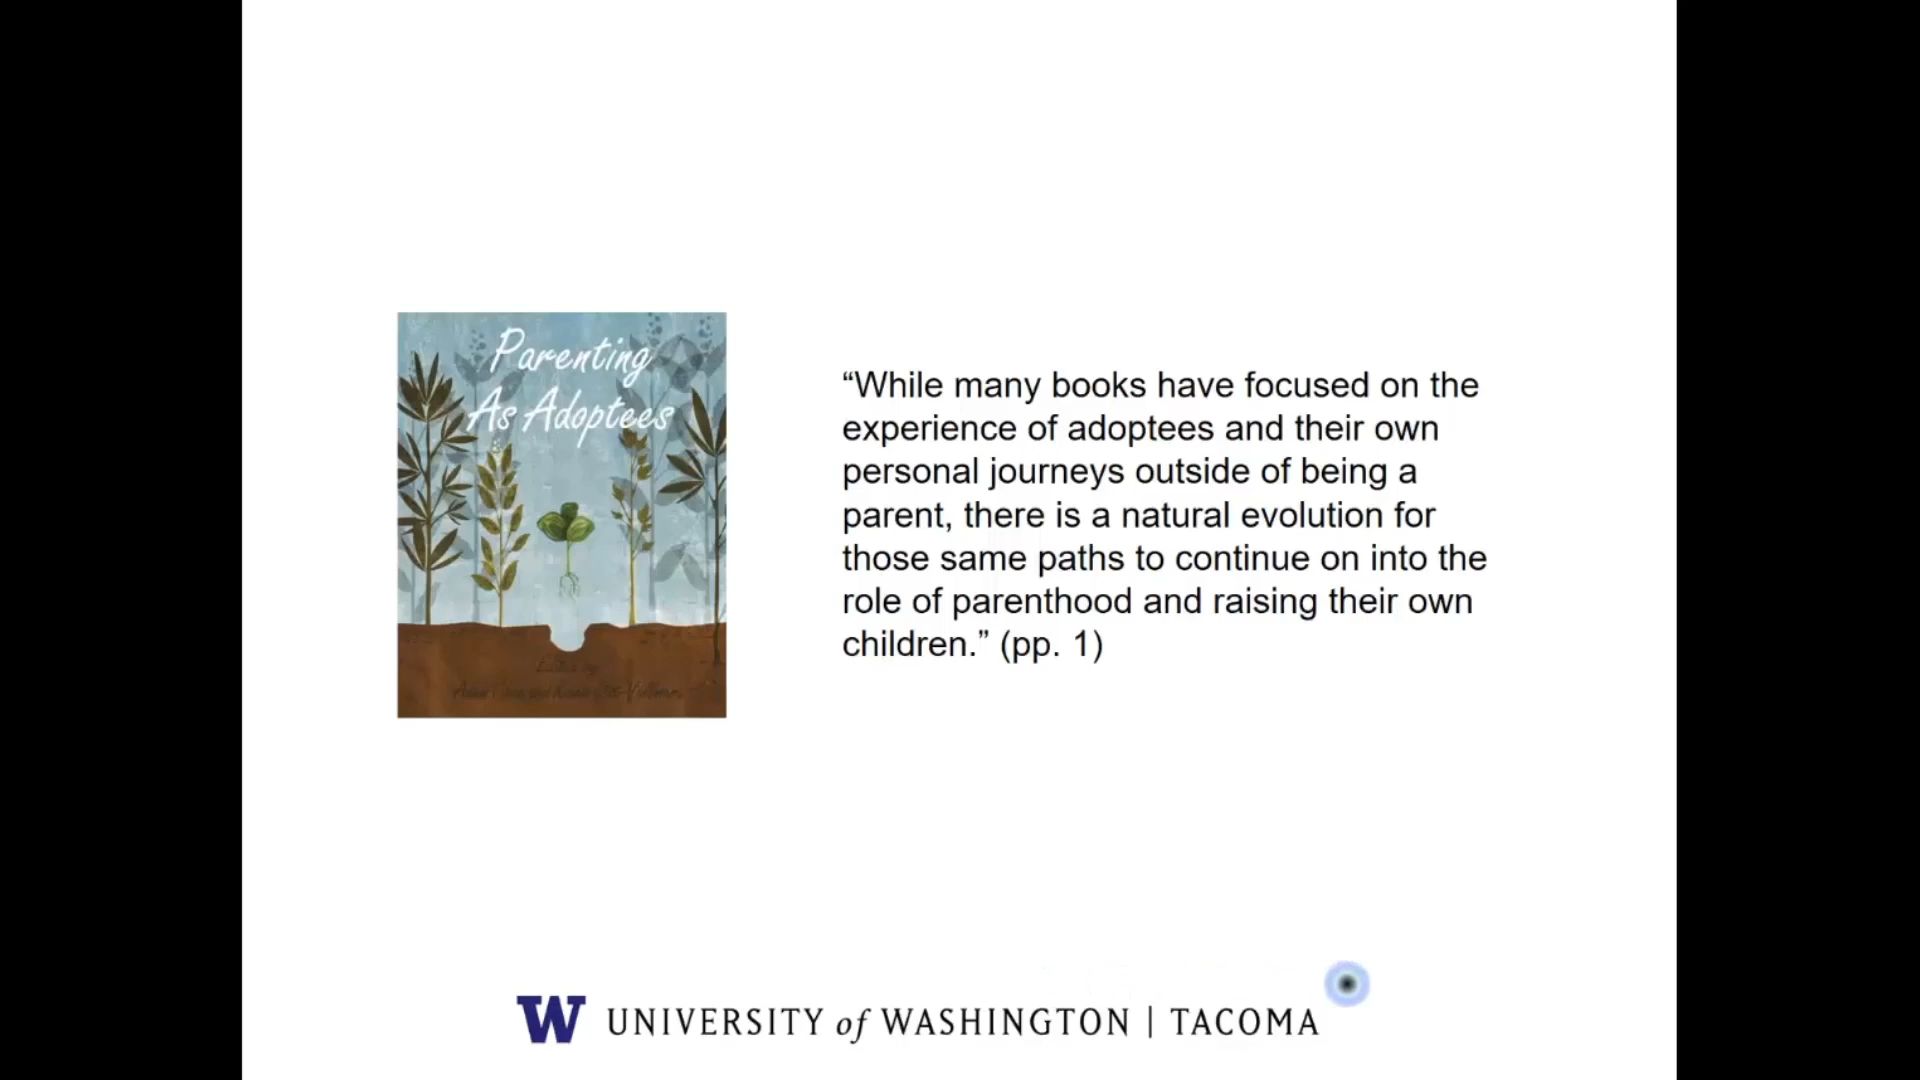 Parenting
As Adoptees
“While many books have focused on the
experience of adoptees and their own
personal journeys outside of being a
parent, there is a natural evolution for
those same paths to continue on into the
role of parenthood and raising their own
children.” (pp. 1)
W UNIVERSITY of WASHINGTON | TACOMA